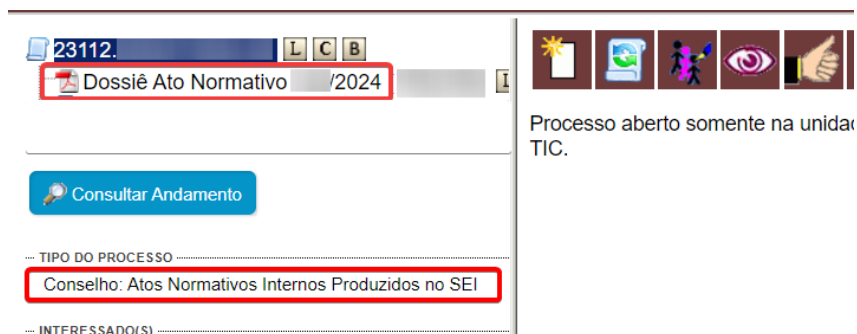 23112. L C B
Dossiê Ato Normativo /2024
Processo aberto somente na unidad
TIC.
Consultar Andamento
TIPO DO PROCESSO
Conselho: Atos Normativos Internos Produzidos no SEI
INTERESSADO(S)